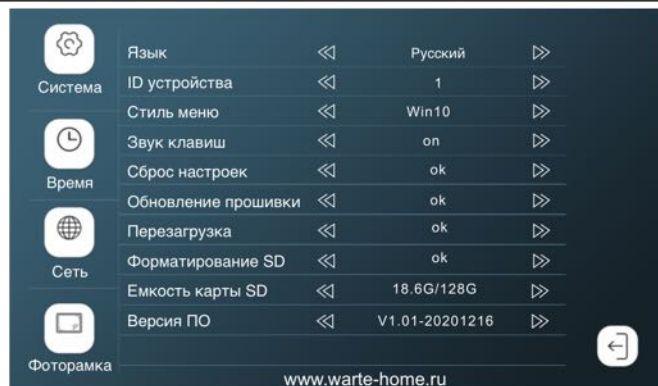 Система
Время
Сеть
Фоторамка
Язык Русский
ID устройства 1
Стиль меню Win10
Звук клавиш on
Сброс настроек ok
Обновление прошивки ok
Перезагрузка ok
Форматирование SD ok
Емкость карты SD 18.6G/128G
Версия ПО V1.01-20201216
www.warte-home.ru